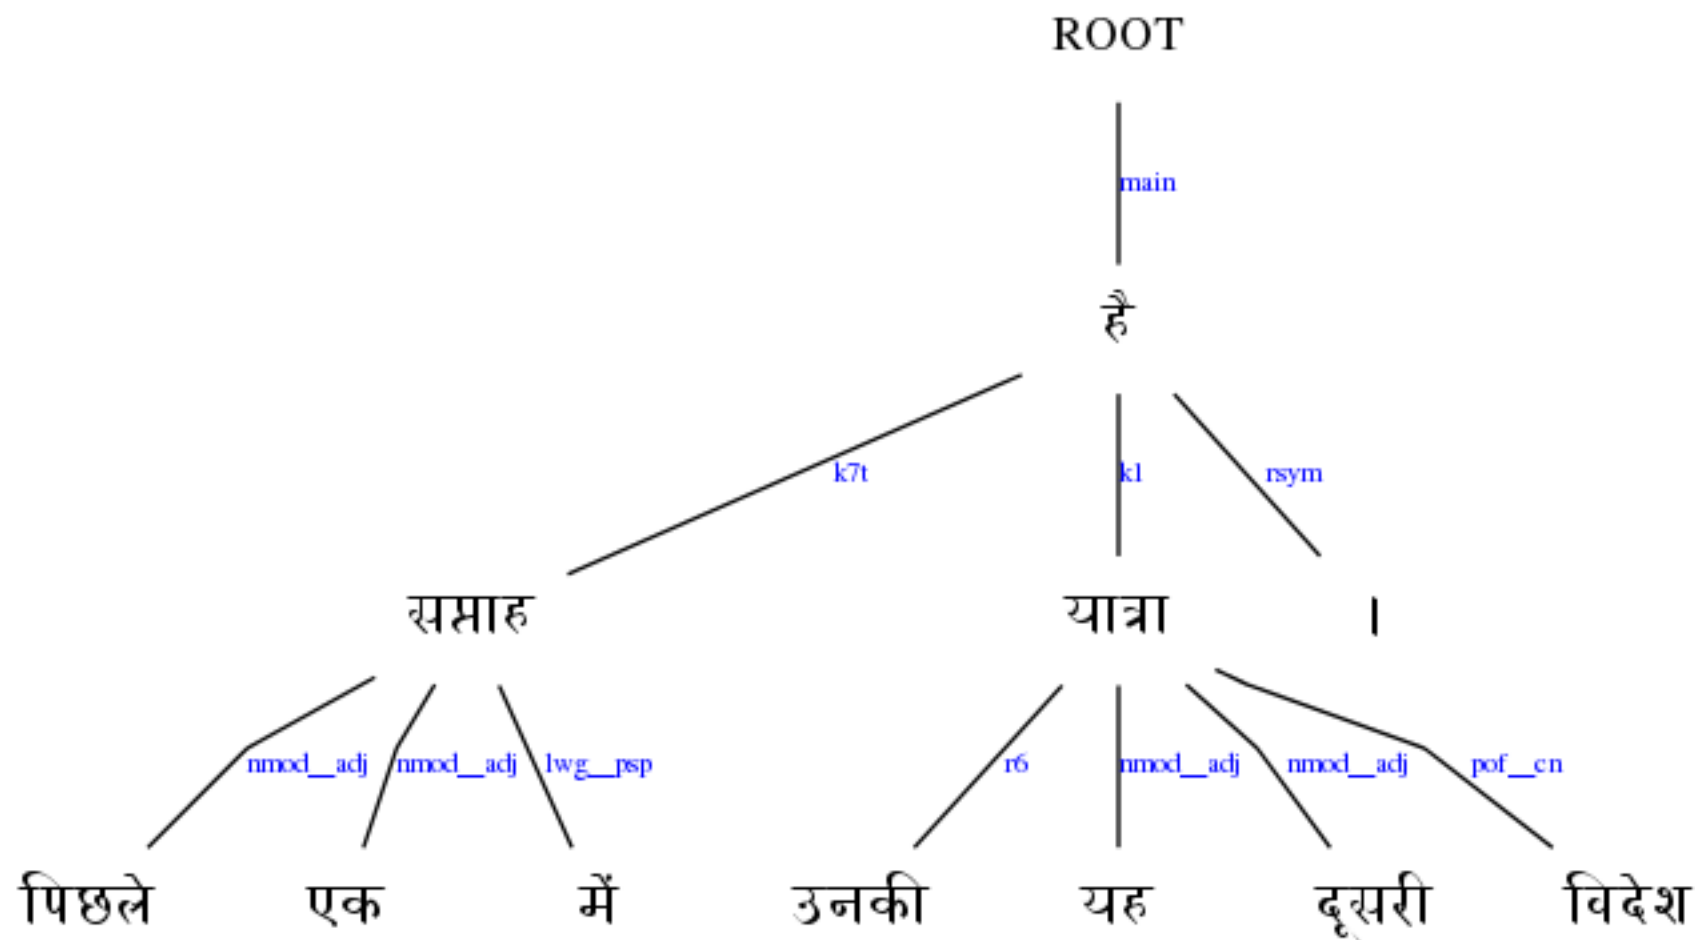 ROOT
main
है
k7t k1 rsym
सप्ताह यात्रा ।
nmod__adj nmod__adj lwg__psp r6 nmod__adj nmod__adj pof__cn
पिछले एक में उनकी यह दूसरी विदेश